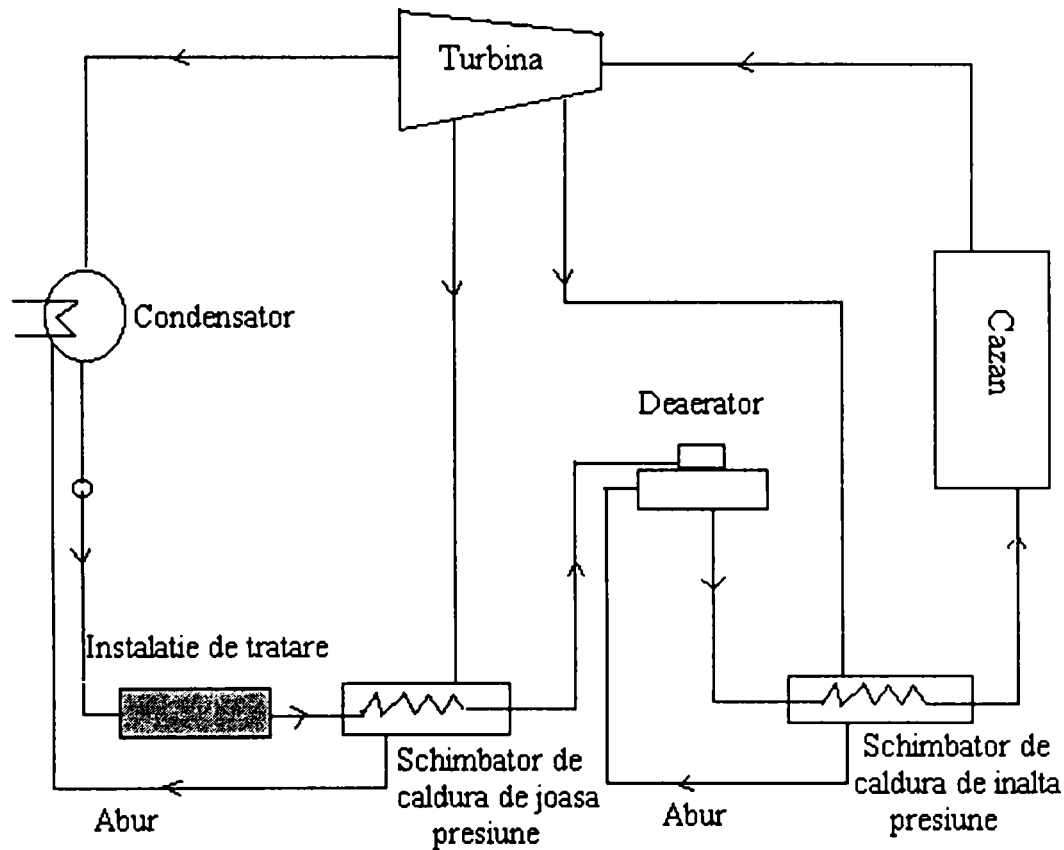 Turbina
Condensator
Cazan
Deaerator
Instalatie de tratare
Schimbator de
caldura de joasa
presiune
Abur
Schimbator de
caldura de inalta
presiune
Abur